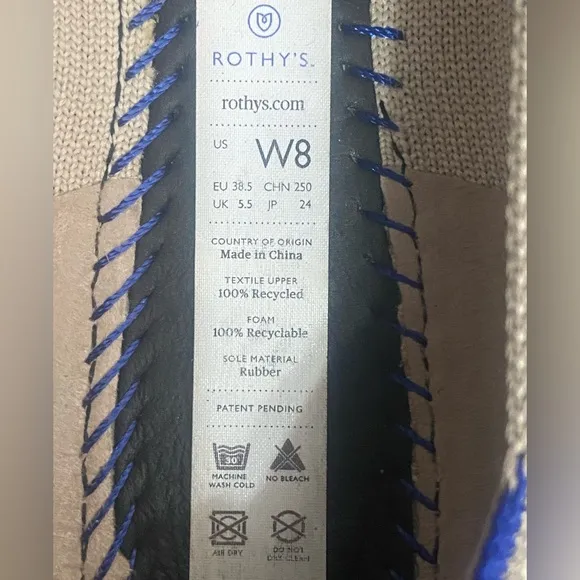 ROTHY'S™
rothys.com
US W8
EU 38.5 CHN 250
UK 5.5 JP 24
COUNTRY OF ORIGIN
Made in China
TEXTILE UPPER
100% Recycled
FOAM
100% Recyclable
SOLE MATERIAL
Rubber
PATENT PENDING
30°
MACHINE WASH COLD
NO BLEACH
AIR DRY
DO NOT DRY CLEAN